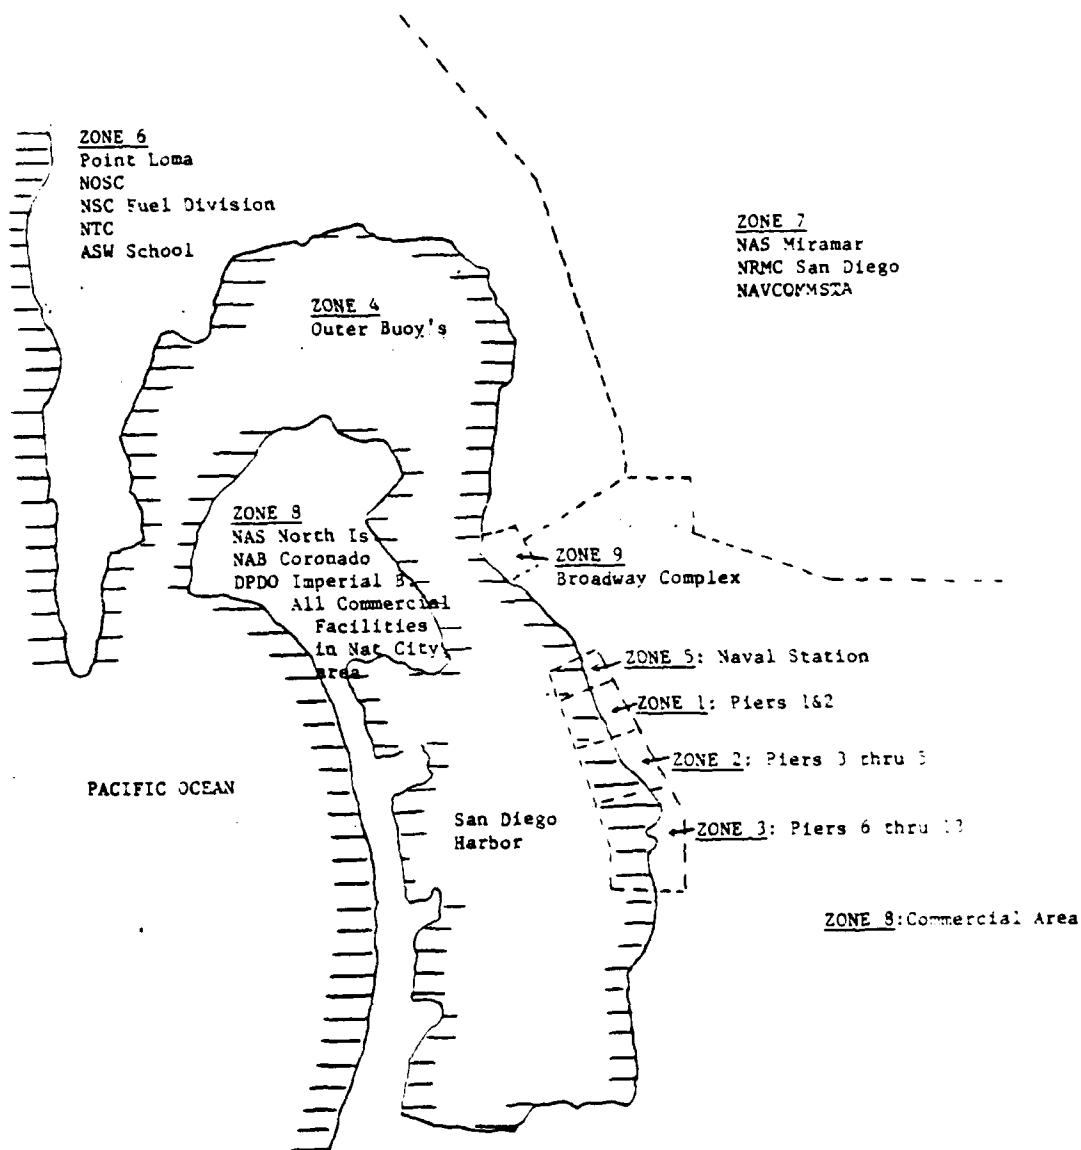 ZONE 6
Point Loma
NOSC
NSC Fuel Division
NTC
ASW School
ZONE 7
NAS Miramar
NRMC San Diego
NAVCOMMSTA
ZONE 4
Outer Buoy's
ZONE 8
NAS North Is.
NAB Coronado
DPDO Imperial B.
All Commercial
Facilities
in Nat City
area
ZONE 9
Broadway Complex
ZONE 5: Naval Station
ZONE 1: Piers 1&2
ZONE 2: Piers 3 thru 5
ZONE 3: Piers 6 thru
PACIFIC OCEAN
San Diego
Harbor
ZONE 8:Commercial Area